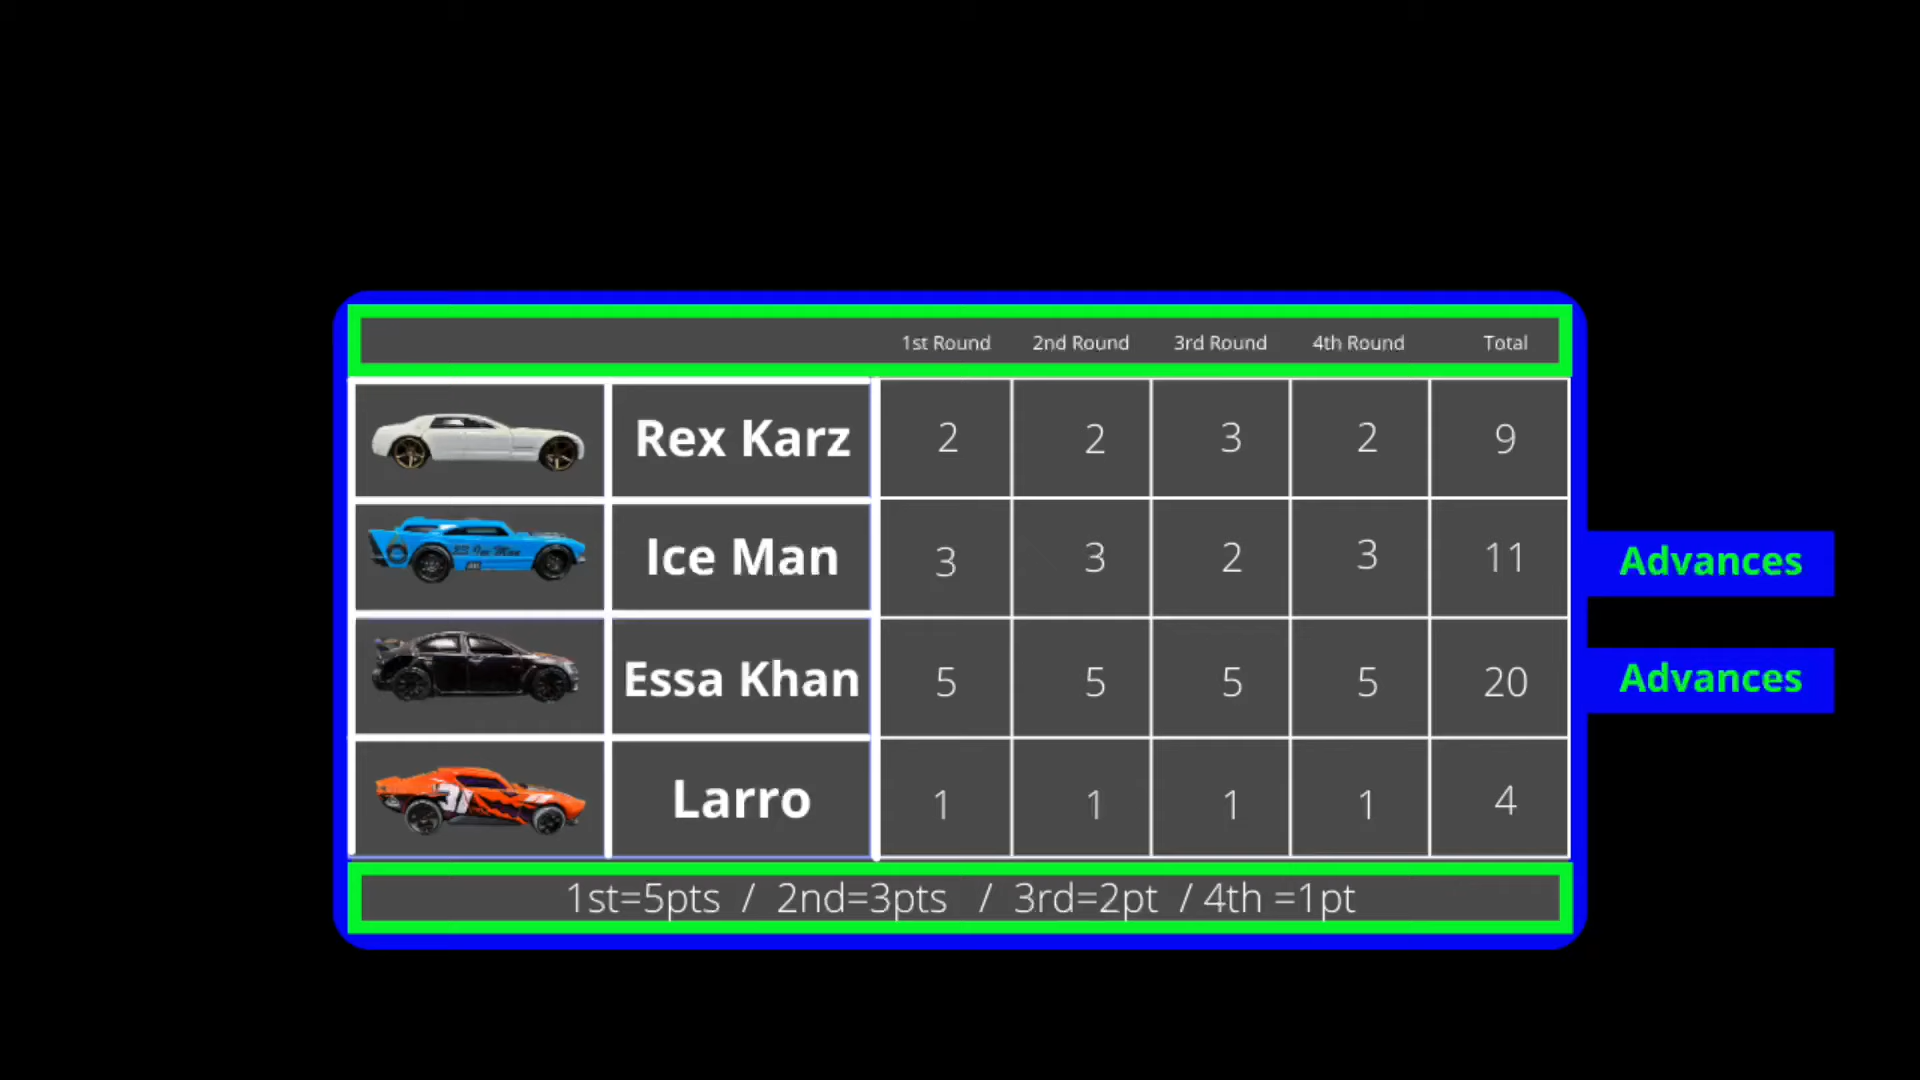 1st Round 2nd Round 3rd Round 4th Round Total
Rex Karz 2 2 3 2 9
Ice Man 3 3 2 3 11 Advances
Essa Khan 5 5 5 5 20 Advances
Larro 1 1 1 1 4
1st=5pts / 2nd=3pts / 3rd=2pt / 4th =1pt